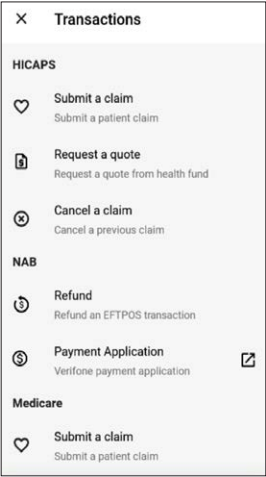 Transactions
HICAPS
Submit a claim
Submit a patient claim
Request a quote
Request a quote from health fund
Cancel a claim
Cancel a previous claim
NAB
Refund
Refund an EFTPOS transaction
Payment Application
Verifone payment application
Medicare
Submit a claim
Submit a patient claim